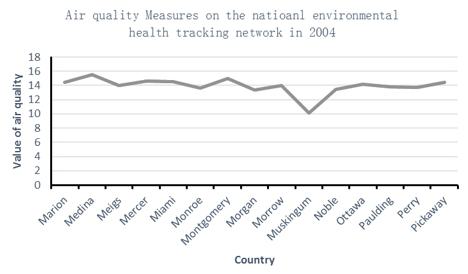 Air quality Measures on the natioanl environmental
health tracking network in 2004
Value of air quality
18
16
14
12
10
8
6
4
2
0
Marion
Medina
Meigs
Mercer
Miami
Monroe
Montgomery
Morgan
Morrow
Muskingum
Noble
Ottawa
Paulding
Perry
Pickaway
Country